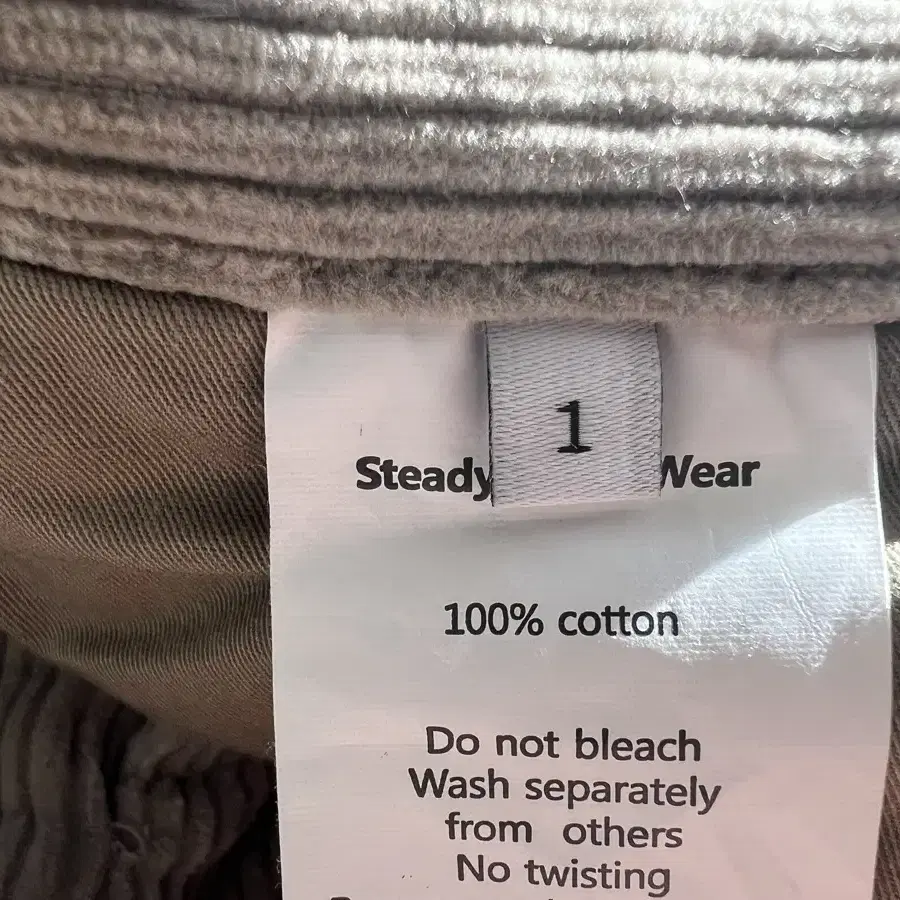 1
Steady Wear
100% cotton
Do not bleach
Wash separately
from others
No twisting